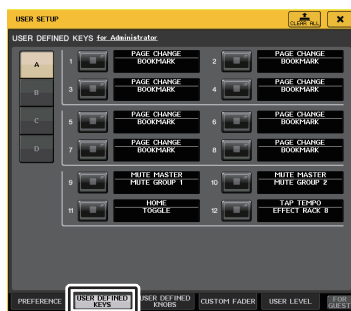 USER SETUP
CLEAR ALL
USER DEFINED KEYS for Administrator
A
B
C
D
1
PAGE CHANGE
BOOKMARK
2
PAGE CHANGE
BOOKMARK
3
PAGE CHANGE
BOOKMARK
4
PAGE CHANGE
BOOKMARK
5
PAGE CHANGE
BOOKMARK
6
PAGE CHANGE
BOOKMARK
7
PAGE CHANGE
BOOKMARK
8
PAGE CHANGE
BOOKMARK
9
MUTE MASTER
MUTE GROUP 1
10
MUTE MASTER
MUTE GROUP 2
11
HOME
TOGGLE
12
TAP TEMPO
EFFECT RACK 8
PREFERENCE
USER DEFINED
KEYS
USER DEFINED
KNOBS
CUSTOM FADER
USER LEVEL
FOR
GUEST